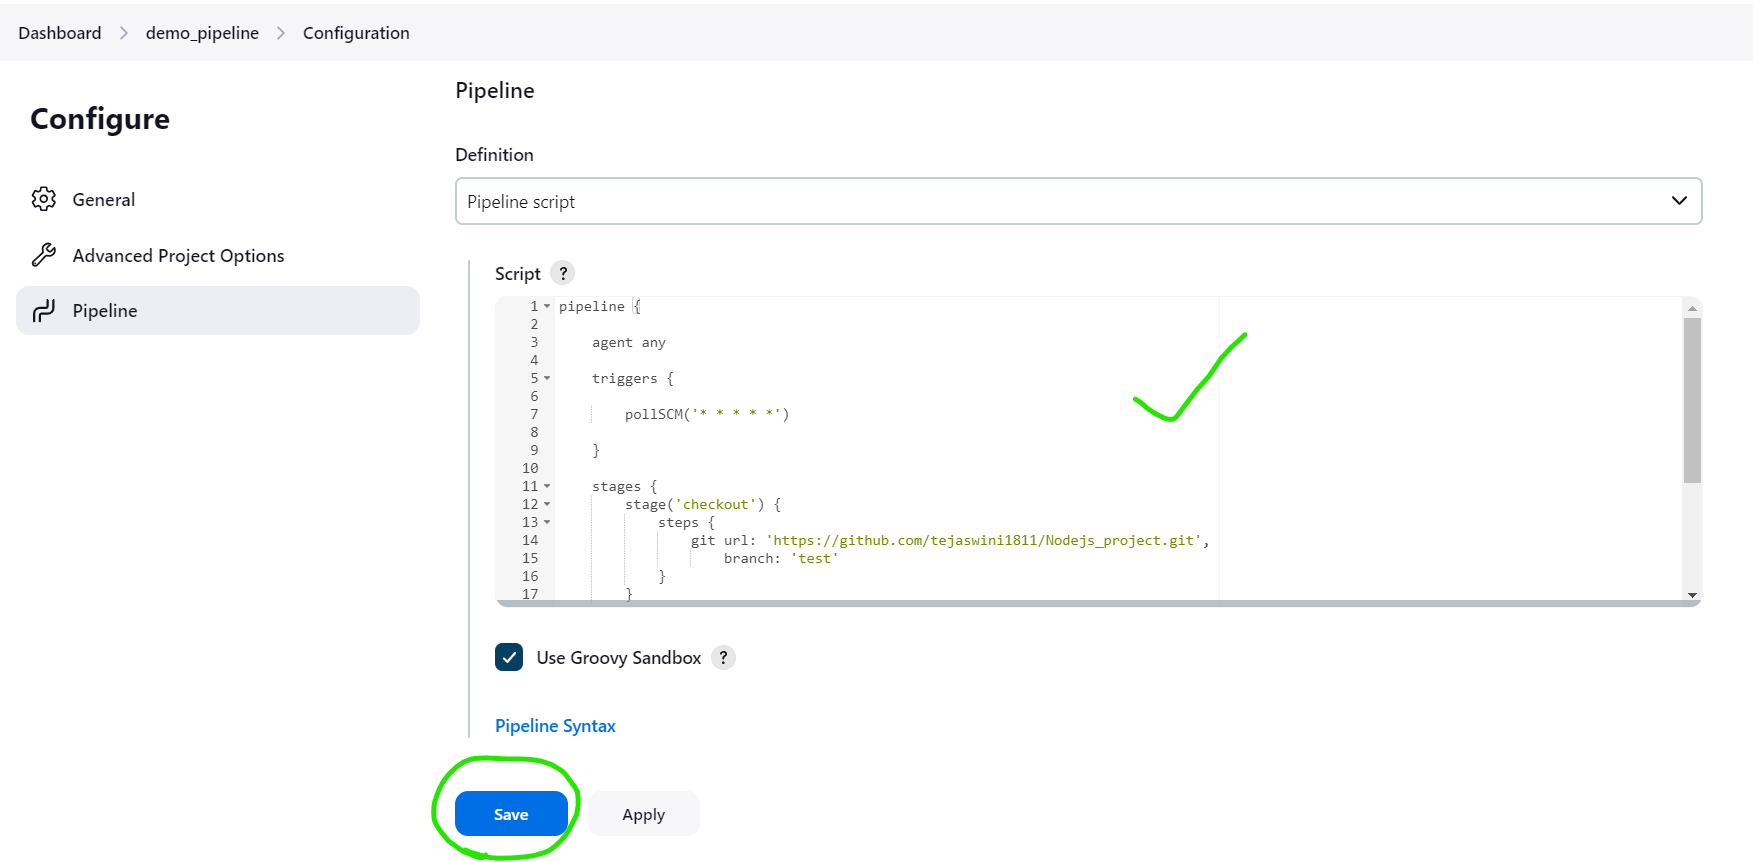 Dashboard > demo_pipeline > Configuration
Configure
General
Advanced Project Options
Pipeline
Pipeline
Definition
Pipeline script
Script ?
1 pipeline {
2
3     agent any
4
5     triggers {
6
7         pollSCM('* * * * *')
8
9     }
10
11     stages {
12         stage('checkout') {
13             steps {
14                 git url: 'https://github.com/tejaswini1811/Nodejs_project.git',
15                     branch: 'test'
16             }
17         }
Use Groovy Sandbox ?
Pipeline Syntax
Save Apply